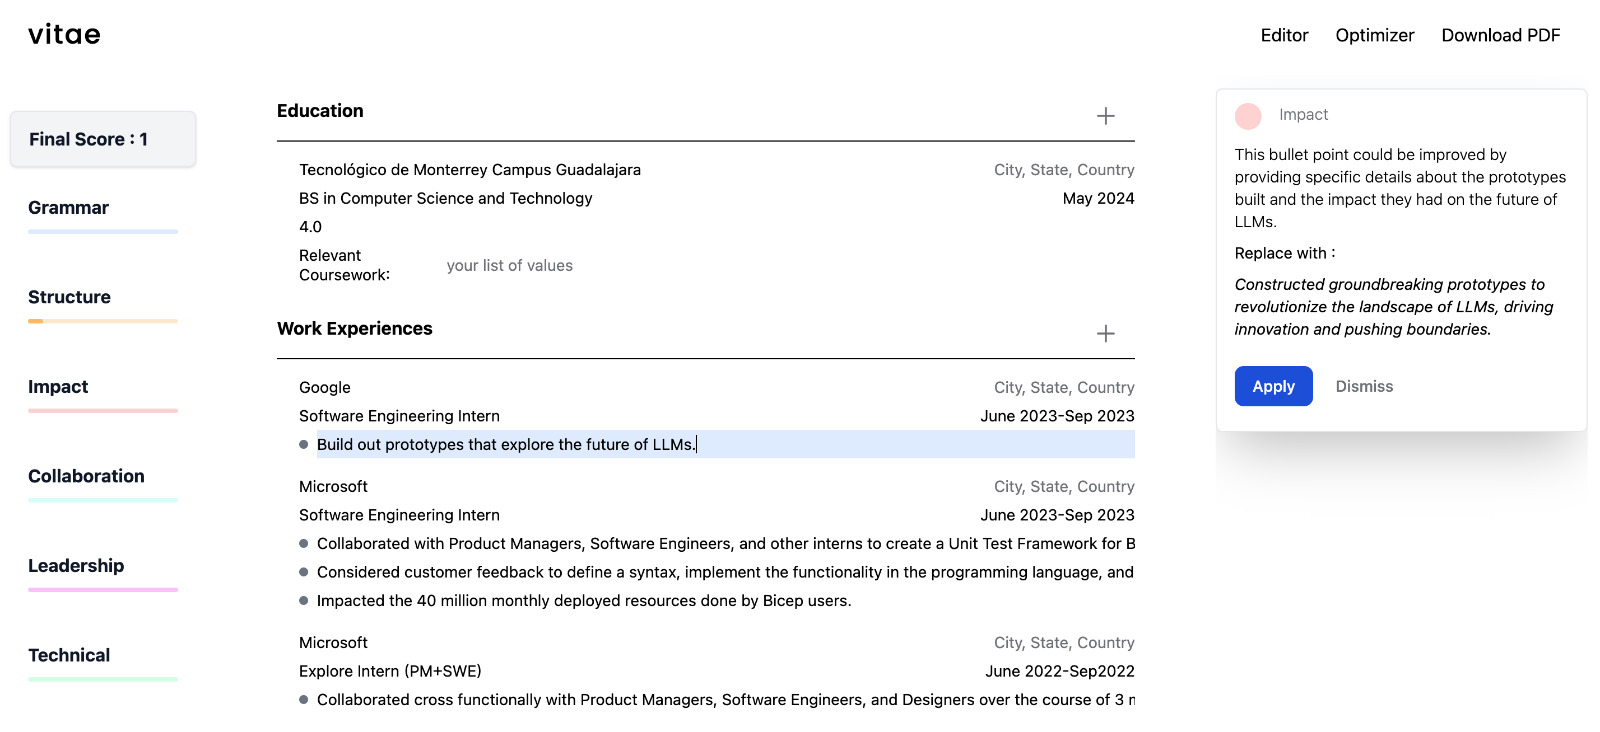 vitae
Editor Optimizer Download PDF
Final Score : 1
Grammar
Structure
Impact
Collaboration
Leadership
Technical
Education
Tecnológico de Monterrey Campus Guadalajara City, State, Country
BS in Computer Science and Technology May 2024
4.0
Relevant
Coursework:
your list of values
Work Experiences
Google City, State, Country
Software Engineering Intern June 2023-Sep 2023
Build out prototypes that explore the future of LLMs.
Microsoft City, State, Country
Software Engineering Intern June 2023-Sep 2023
Collaborated with Product Managers, Software Engineers, and other interns to create a Unit Test Framework for B
Considered customer feedback to define a syntax, implement the functionality in the programming language, and
Impacted the 40 million monthly deployed resources done by Bicep users.
Microsoft City, State, Country
Explore Intern (PM+SWE) June 2022-Sep2022
Collaborated cross functionally with Product Managers, Software Engineers, and Designers over the course of 3
Impact
This bullet point could be improved by
providing specific details about the prototypes
built and the impact they had on the future of
LLMs.
Replace with :
Constructed groundbreaking prototypes to
revolutionize the landscape of LLMs, driving
innovation and pushing boundaries.
Apply Dismiss